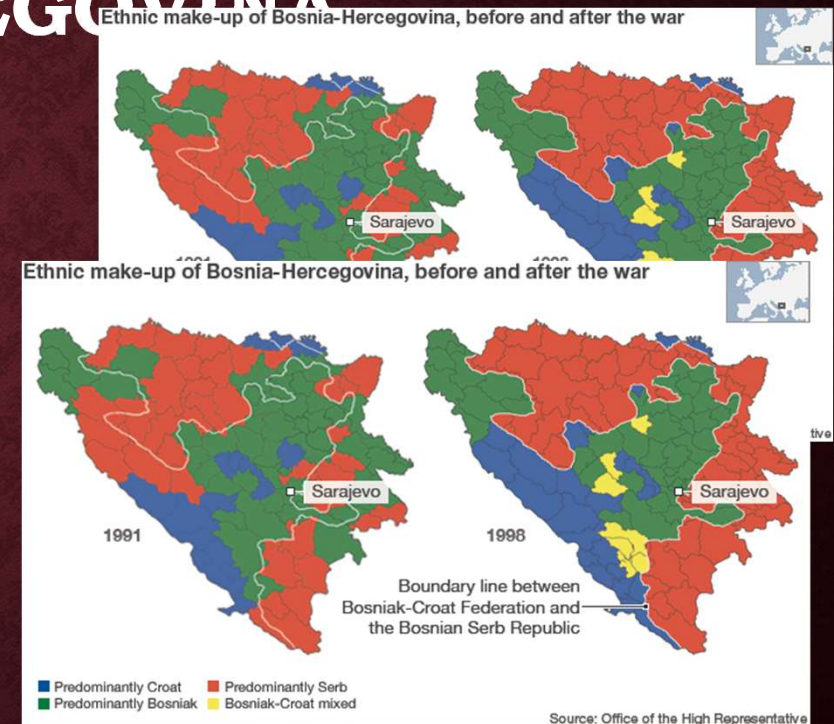 Ethnic make-up of Bosnia-Hercegovina, before and after the war
Sarajevo
Sarajevo
Ethnic make-up of Bosnia-Hercegovina, before and after the war
Sarajevo
Sarajevo
1991
1998
Boundary line between
Bosniak-Croat Federation and
the Bosnian Serb Republic
Predominantly Croat
Predominantly Serb
Predominantly Bosniak
Bosniak-Croat mixed
Source: Office of the High Representative